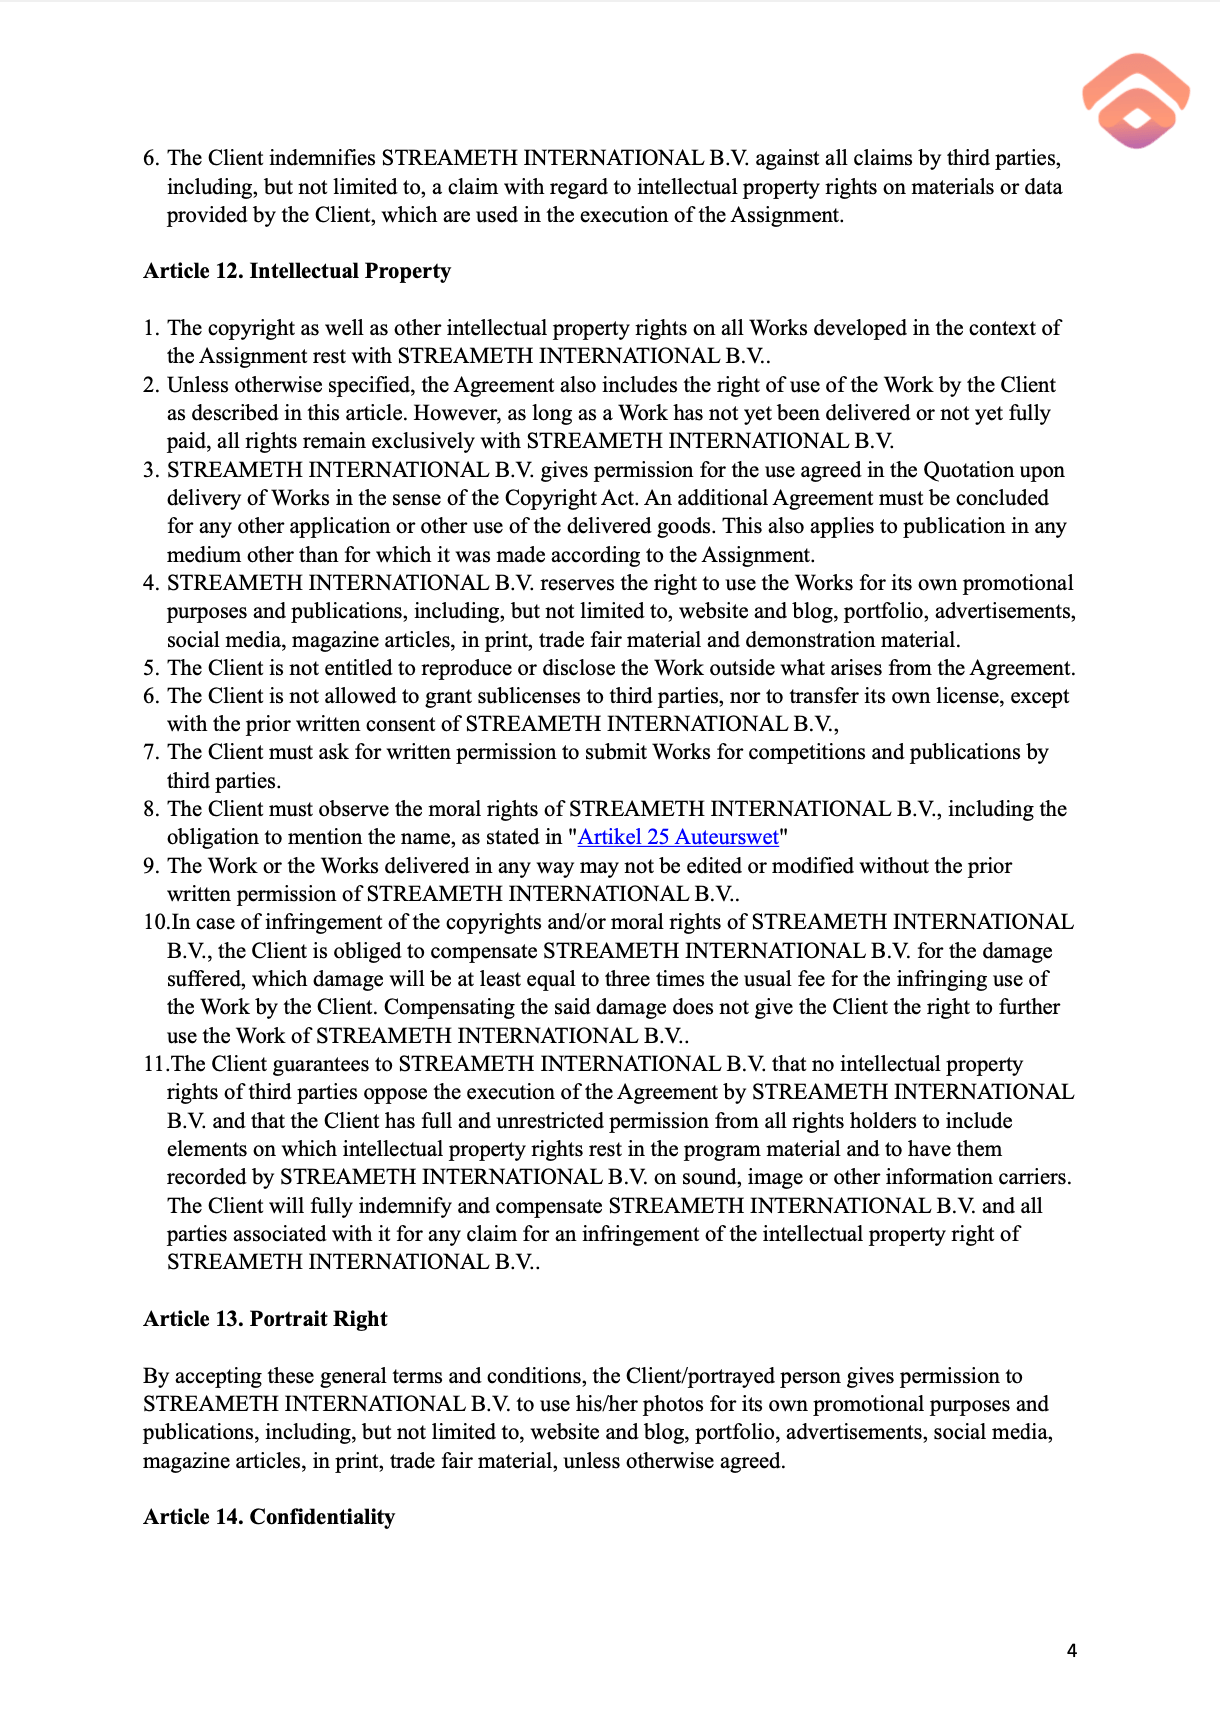 6. The Client indemnifies STREAMETH INTERNATIONAL B.V. against all claims by third parties,
including, but not limited to, a claim with regard to intellectual property rights on materials or data
provided by the Client, which are used in the execution of the Assignment.
Article 12. Intellectual Property
1. The copyright as well as other intellectual property rights on all Works developed in the context of
the Assignment rest with STREAMETH INTERNATIONAL B.V..
2. Unless otherwise specified, the Agreement also includes the right of use of the Work by the Client
as described in this article. However, as long as a Work has not yet been delivered or not yet fully
paid, all rights remain exclusively with STREAMETH INTERNATIONAL B.V.
3. STREAMETH INTERNATIONAL B.V. gives permission for the use agreed in the Quotation upon
delivery of Works in the sense of the Copyright Act. An additional Agreement must be concluded
for any other application or other use of the delivered goods. This also applies to publication in any
medium other than for which it was made according to the Assignment.
4. STREAMETH INTERNATIONAL B.V. reserves the right to use the Works for its own promotional
purposes and publications, including, but not limited to, website and blog, portfolio, advertisements,
social media, magazine articles, in print, trade fair material and demonstration material.
5. The Client is not entitled to reproduce or disclose the Work outside what arises from the Agreement.
6. The Client is not allowed to grant sublicenses to third parties, nor to transfer its own license, except
with the prior written consent of STREAMETH INTERNATIONAL B.V.,
7. The Client must ask for written permission to submit Works for competitions and publications by
third parties.
8. The Client must observe the moral rights of STREAMETH INTERNATIONAL B.V., including the
obligation to mention the name, as stated in "Artikel 25 Auteurswet"
9. The Work or the Works delivered in any way may not be edited or modified without the prior
written permission of STREAMETH INTERNATIONAL B.V..
10.In case of infringement of the copyrights and/or moral rights of STREAMETH INTERNATIONAL
B.V., the Client is obliged to compensate STREAMETH INTERNATIONAL B.V. for the damage
suffered, which damage will be at least equal to three times the usual fee for the infringing use of
the Work by the Client. Compensating the said damage does not give the Client the right to further
use the Work of STREAMETH INTERNATIONAL B.V..
11.The Client guarantees to STREAMETH INTERNATIONAL B.V. that no intellectual property
rights of third parties oppose the execution of the Agreement by STREAMETH INTERNATIONAL
B.V. and that the Client has full and unrestricted permission from all rights holders to include
elements on which intellectual property rights rest in the program material and to have them
recorded by STREAMETH INTERNATIONAL B.V. on sound, image or other information carriers.
The Client will fully indemnify and compensate STREAMETH INTERNATIONAL B.V. and all
parties associated with it for any claim for an infringement of the intellectual property right of
STREAMETH INTERNATIONAL B.V..
Article 13. Portrait Right
By accepting these general terms and conditions, the Client/portrayed person gives permission to
STREAMETH INTERNATIONAL B.V. to use his/her photos for its own promotional purposes and
publications, including, but not limited to, website and blog, portfolio, advertisements, social media,
magazine articles, in print, trade fair material, unless otherwise agreed.
Article 14. Confidentiality
4